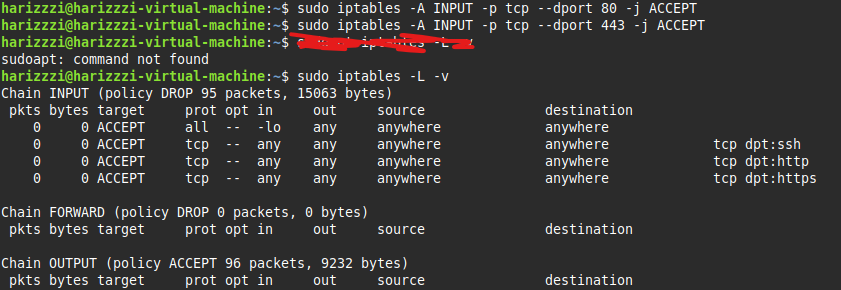 harizzzi@harizzzi-virtual-machine:~$ sudo iptables -A INPUT -p tcp --dport 80 -j ACCEPT
harizzzi@harizzzi-virtual-machine:~$ sudo iptables -A INPUT -p tcp --dport 443 -j ACCEPT
harizzzi@harizzzi-virtual-machine:~$
sudoapt: command not found
harizzzi@harizzzi-virtual-machine:~$ sudo iptables -L -v
Chain INPUT (policy DROP 95 packets, 15063 bytes)
pkts bytes target prot opt in out source destination
0 0 ACCEPT all -- -lo any anywhere anywhere
0 0 ACCEPT tcp -- any any anywhere anywhere tcp dpt:ssh
0 0 ACCEPT tcp -- any any anywhere anywhere tcp dpt:http
0 0 ACCEPT tcp -- any any anywhere anywhere tcp dpt:https
Chain FORWARD (policy DROP 0 packets, 0 bytes)
pkts bytes target prot opt in out source destination
Chain OUTPUT (policy ACCEPT 96 packets, 9232 bytes)
pkts bytes target prot opt in out source destination